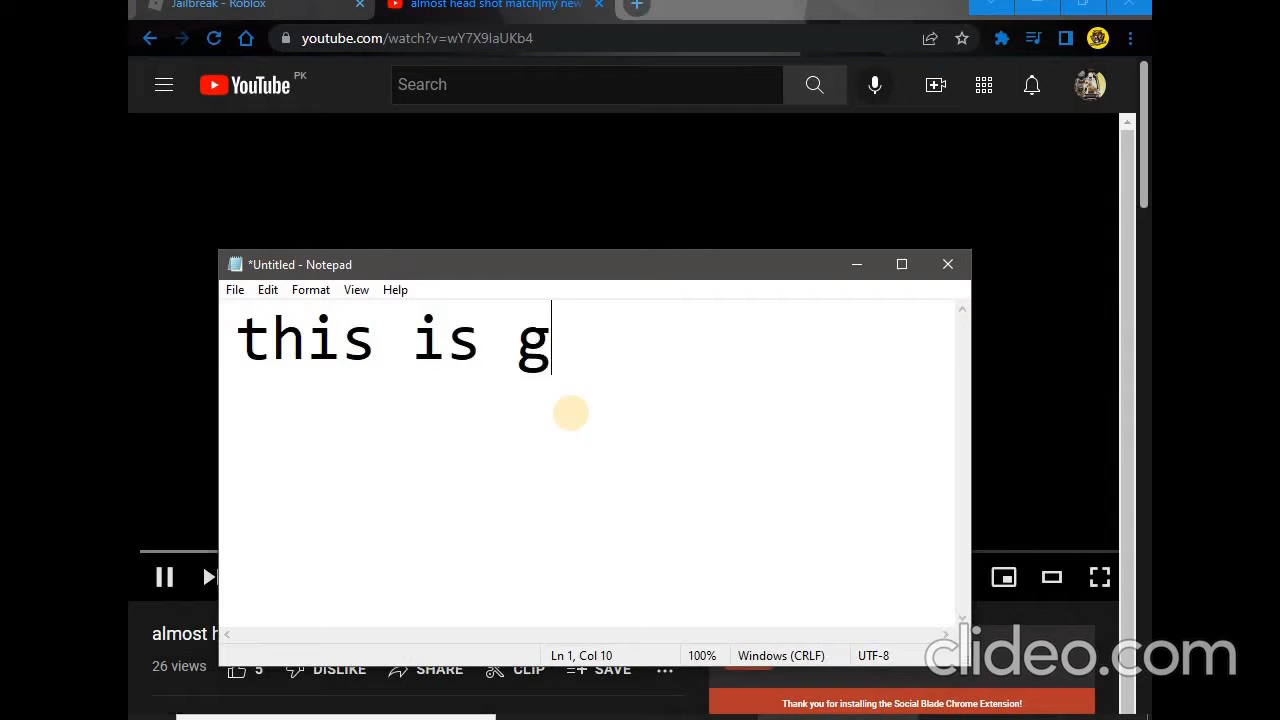 Jailbreak - Roblox
almost head shot match|my new
youtube.com/watch?v=wY7X9IaUKb4
YouTube PK
Search
*Untitled - Notepad
File Edit Format View Help
this is g
almost h
Ln 1, Col 10 100% Windows (CRLF) UTF-8
26 views 5 DISLIKE SHARE CLIP SAVE
clideo.com
Thank you for installing the Social Blade Chrome Extension!